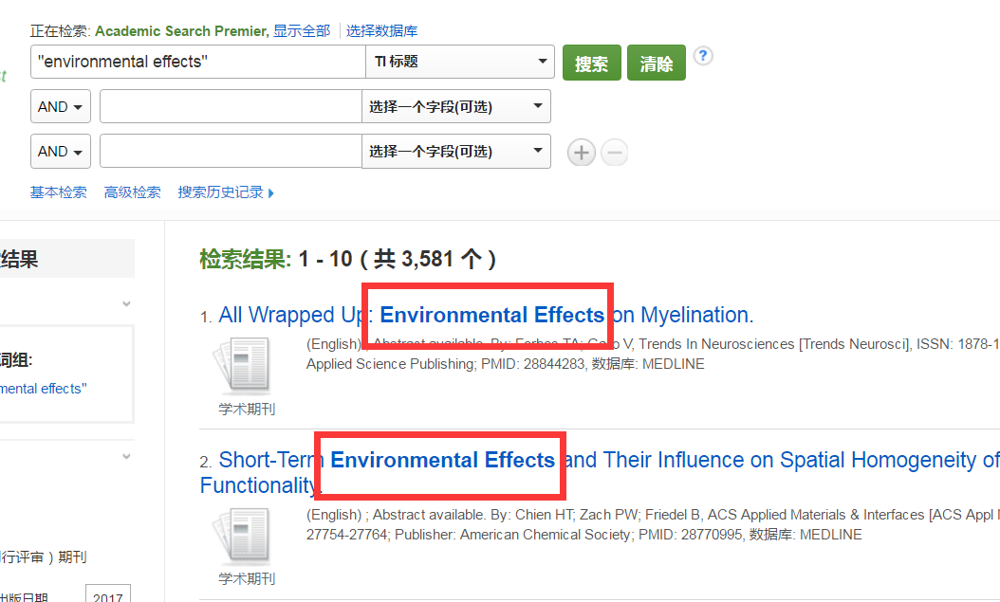 正在检索: Academic Search Premier, 显示全部 选择数据库
"environmental effects" TI 标题 搜索 清除 ?
AND 选择一个字段(可选)
AND 选择一个字段(可选)
基本检索 高级检索 搜索历史记录
结果
检索结果: 1 - 10 ( 共 3,581 个 )
1. All Wrapped Up: Environmental Effects on Myelination.
(English) ; Abstract available. By: Forbes TA; Gallo V, Trends In Neurosciences [Trends Neurosci], ISSN: 1878-1
Applied Science Publishing; PMID: 28844283, 数据库: MEDLINE
学术期刊
词组:
mental effects"
2. Short-Term Environmental Effects and Their Influence on Spatial Homogeneity of
Functionality.
(English) ; Abstract available. By: Chien HT; Zach PW; Friedel B, ACS Applied Materials & Interfaces [ACS Appl
27754-27764; Publisher: American Chemical Society; PMID: 28770995, 数据库: MEDLINE
学术期刊
行评审）期刊
出版日期 2017